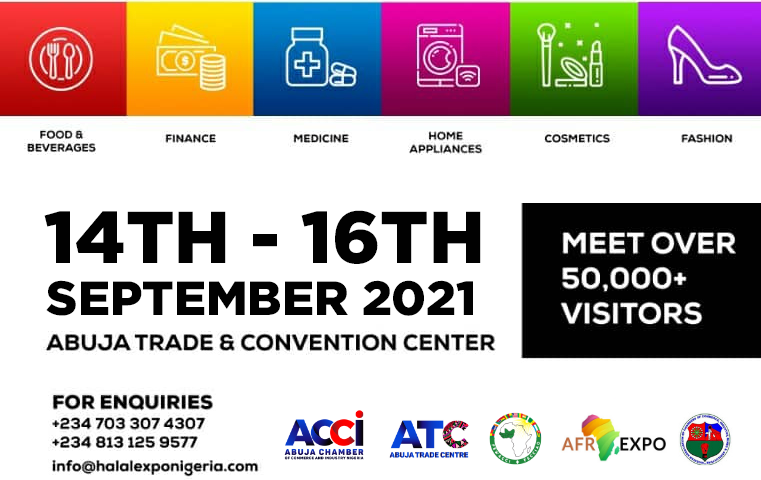 FOOD &
BEVERAGES
FINANCE
MEDICINE
HOME
APPLIANCES
COSMETICS
FASHION
14TH - 16TH
SEPTEMBER 2021
ABUJA TRADE & CONVENTION CENTER
MEET OVER
50,000+
VISITORS
FOR ENQUIRIES
+234 703 307 4307
+234 813 125 9577
info@halalexponigeria.com
ACCI
ABUJA CHAMBER
OF COMMERCE AND INDUSTRY NIGERIA
ATC
ABUJA TRADE CENTRE
AFR EXPO